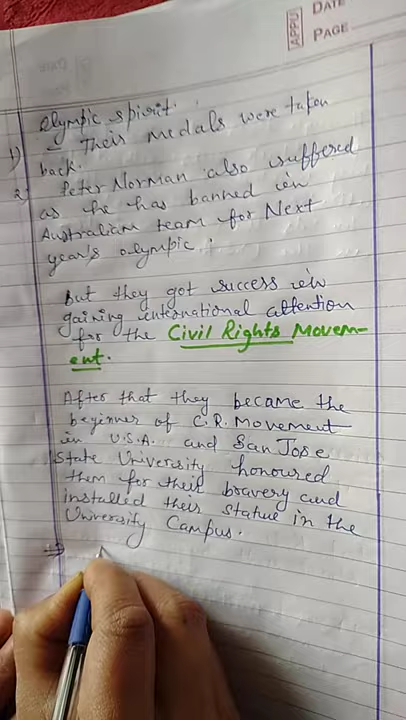 APPU
DATE
PAGE
Olympic spirit.
1) - Their medals were taken
back.
2) Peter Norman also suffered
as he has banned in
Australian team for Next
year's olympic ;
But they got success in
gaining international attention
for the Civil Rights Movem-
ent.
After that they became the
beginner of C.R. Movement
in U.S.A. and San Jose
State University honoured
them for their bravery and
installed their statue in the
University Campus.
⇒